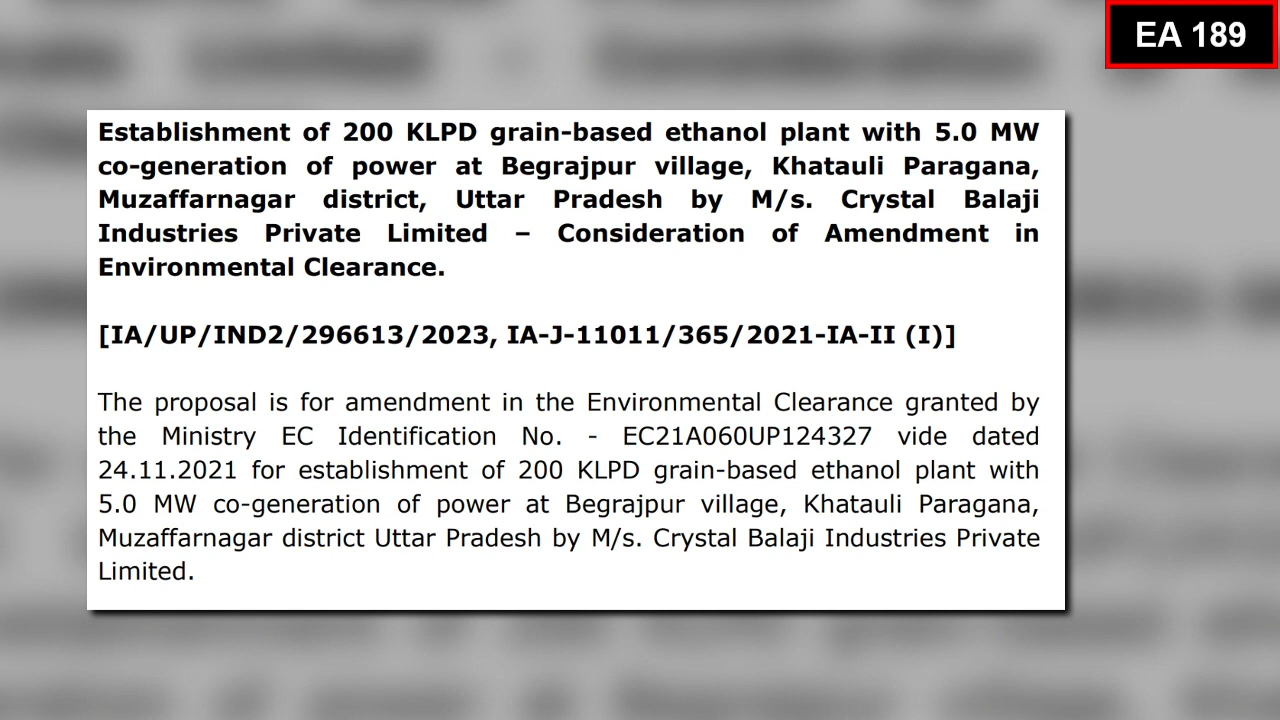 EA 189
Establishment of 200 KLPD grain-based ethanol plant with 5.0 MW
co-generation of power at Begrajpur village, Khatauli Paragana,
Muzaffarnagar district, Uttar Pradesh by M/s. Crystal Balaji
Industries Private Limited – Consideration of Amendment in
Environmental Clearance.
[IA/UP/IND2/296613/2023, IA-J-11011/365/2021-IA-II (I)]
The proposal is for amendment in the Environmental Clearance granted by
the Ministry EC Identification No. - EC21A060UP124327 vide dated
24.11.2021 for establishment of 200 KLPD grain-based ethanol plant with
5.0 MW co-generation of power at Begrajpur village, Khatauli Paragana,
Muzaffarnagar district Uttar Pradesh by M/s. Crystal Balaji Industries Private
Limited.